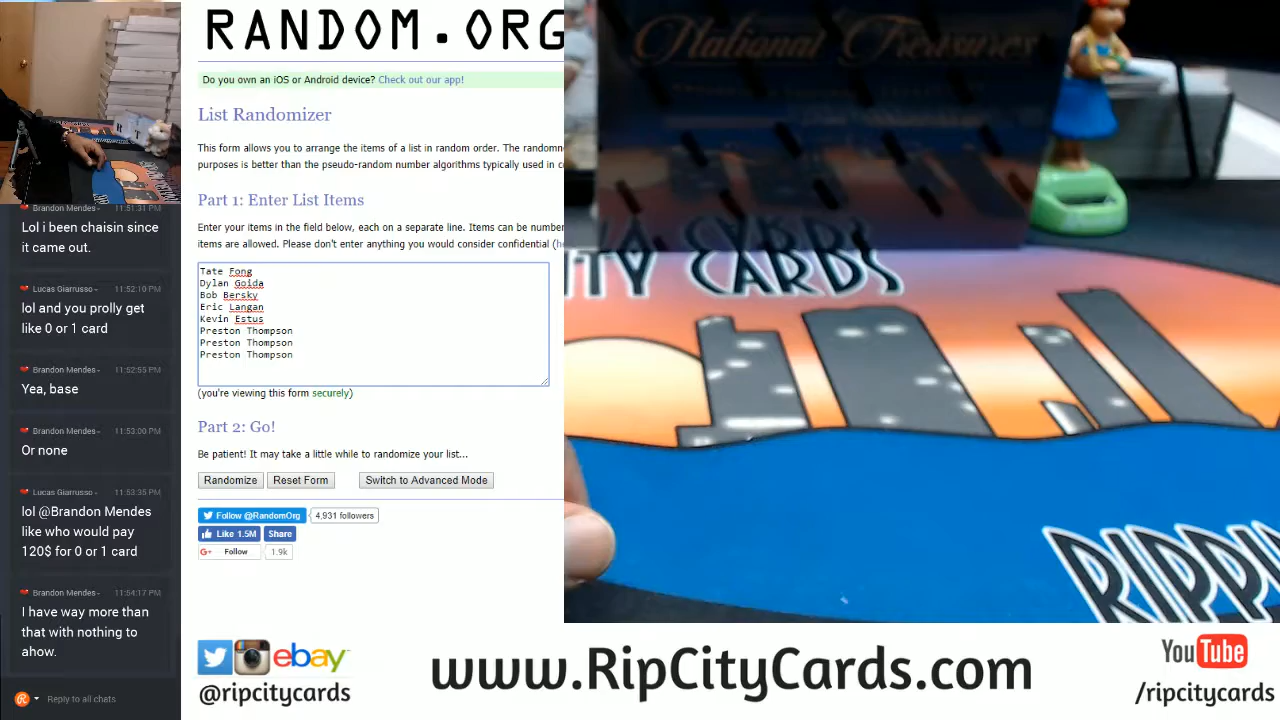 RANDOM.ORG
Do you own an iOS or Android device? Check out our app!
List Randomizer
This form allows you to arrange the items of a list in random order. The randomn
purposes is better than the pseudo-random number algorithms typically used in c
Part 1: Enter List Items
Enter your items in the field below, each on a separate line. Items can be number
items are allowed. Please don't enter anything you would consider confidential (h
Tate Fong
Dylan Goida
Bob Bersky
Eric Langan
Kevin Estus
Preston Thompson
Preston Thompson
Preston Thompson
(you're viewing this form securely)
Part 2: Go!
Be patient! It may take a little while to randomize your list...
Randomize
Reset Form
Switch to Advanced Mode
Follow @RandomOrg
4,931 followers
Like 1.5M
Share
G+ Follow
1.9k
Brandon Mendes 11:51:31 PM
Lol i been chaisin since
it came out.
Lucas Giarrusso 11:52:10 PM
lol and you prolly get
like 0 or 1 card
Brandon Mendes 11:52:55 PM
Yea, base
Brandon Mendes 11:53:00 PM
Or none
Lucas Giarrusso 11:53:35 PM
lol @Brandon Mendes
like who would pay
120$ for 0 or 1 card
Brandon Mendes 11:54:17 PM
I have way more than
that with nothing to
ahow.
Reply to all chats
National Treasures
CARDS
ITY CARDS
RIPPI
ebay
@ripcitycards
www.RipCityCards.com
YouTube
/ripcitycards